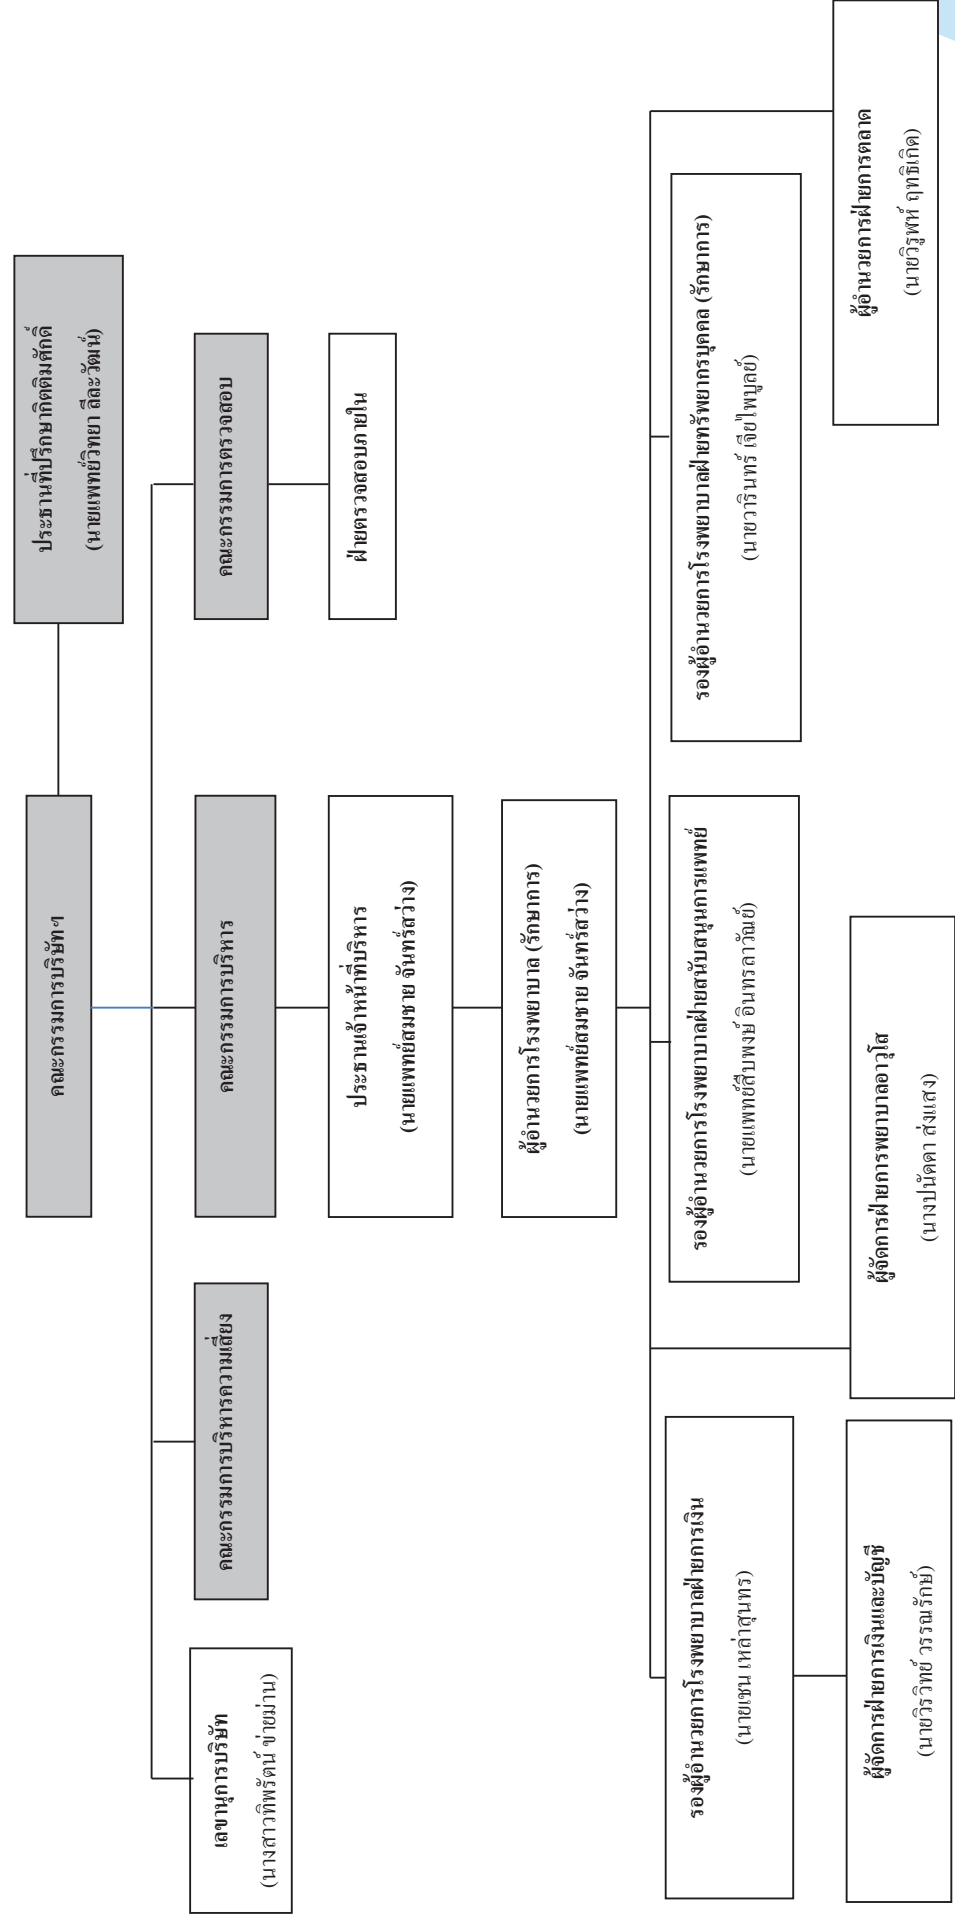 ประธานที่ปรึกษากิตติมศักดิ์
(นายแพทย์วิทยา ลีละวัฒน์)
คณะกรรมการบริษัทฯ
เลขานุการบริษัท
(นางสาวทิพรัตน์ ข่ายม่าน)
คณะกรรมการบริหารความเสี่ยง
คณะกรรมการบริหาร
คณะกรรมการตรวจสอบ
ฝ่ายตรวจสอบภายใน
ประธานเจ้าหน้าที่บริหาร
(นายแพทย์สมชาย จันทร์สว่าง)
ผู้อำนวยการโรงพยาบาล (รักษาการ)
(นายแพทย์สมชาย จันทร์สว่าง)
รองผู้อำนวยการโรงพยาบาลฝ่ายการเงิน
(นายเชน เหล่าสุนทร)
รองผู้อำนวยการโรงพยาบาลฝ่ายสนับสนุนการแพทย์
(นายแพทย์สืบพงษ์ อินทรลาวัณย์)
รองผู้อำนวยการโรงพยาบาลฝ่ายทรัพยากรบุคคล (รักษาการ)
(นายวารินทร์ เจียไพบูลย์)
ผู้จัดการฝ่ายการเงินและบัญชี
(นายวิรวิทย์ วรรณรักษ์)
ผู้จัดการฝ่ายการพยาบาลอาวุโส
(นางปนัดดา ส่งแสง)
ผู้อำนวยการฝ่ายการตลาด
(นายวิรูฬห์ ฤทธิเกิด)